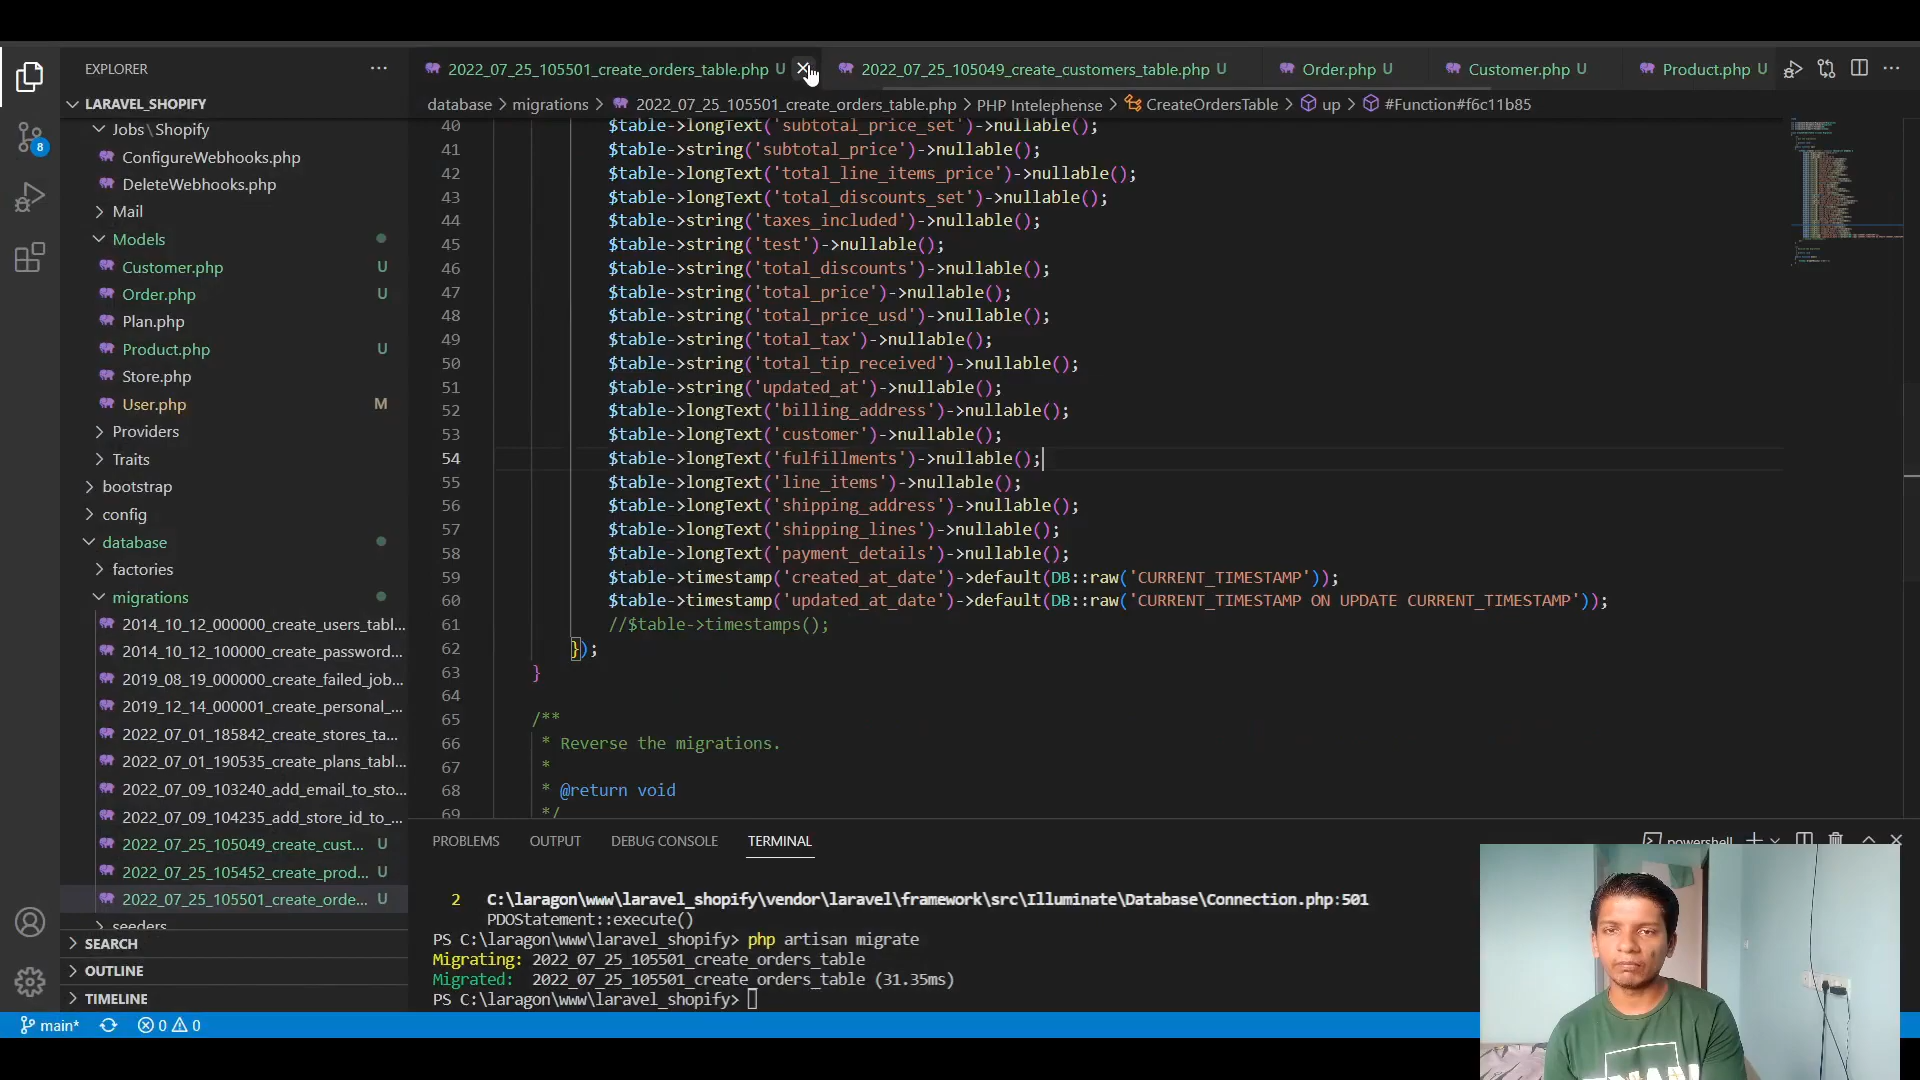 EXPLORER
2022_07_25_105501_create_orders_table.php U
2022_07_25_105049_create_customers_table.php U
Order.php U
Customer.php U
Product.php U
LARAVEL_SHOPIFY
database > migrations > 2022_07_25_105501_create_orders_table.php > PHP Intelephense > CreateOrdersTable > up > #Function#f6c11b85
Jobs\Shopify
ConfigureWebhooks.php
DeleteWebhooks.php
Mail
Models
Customer.php U
Order.php U
Plan.php
Product.php U
Store.php
User.php M
Providers
Traits
bootstrap
config
database
factories
migrations
2014_10_12_000000_create_users_tabl...
2014_10_12_100000_create_password...
2019_08_19_000000_create_failed_job...
2019_12_14_000001_create_personal_...
2022_07_01_185842_create_stores_ta...
2022_07_01_190535_create_plans_tabl...
2022_07_09_103240_add_email_to_sto...
2022_07_09_104235_add_store_id_to_...
2022_07_25_105049_create_cust... U
2022_07_25_105452_create_prod... U
2022_07_25_105501_create_orde... U
seeders
SEARCH
OUTLINE
TIMELINE
8
40 $table->longText('subtotal_price_set')->nullable();
41 $table->string('subtotal_price')->nullable();
42 $table->longText('total_line_items_price')->nullable();
43 $table->longText('total_discounts_set')->nullable();
44 $table->string('taxes_included')->nullable();
45 $table->string('test')->nullable();
46 $table->string('total_discounts')->nullable();
47 $table->string('total_price')->nullable();
48 $table->string('total_price_usd')->nullable();
49 $table->string('total_tax')->nullable();
50 $table->string('total_tip_received')->nullable();
51 $table->string('updated_at')->nullable();
52 $table->longText('billing_address')->nullable();
53 $table->longText('customer')->nullable();
54 $table->longText('fulfillments')->nullable();
55 $table->longText('line_items')->nullable();
56 $table->longText('shipping_address')->nullable();
57 $table->longText('shipping_lines')->nullable();
58 $table->longText('payment_details')->nullable();
59 $table->timestamp('created_at_date')->default(DB::raw('CURRENT_TIMESTAMP'));
60 $table->timestamp('updated_at_date')->default(DB::raw('CURRENT_TIMESTAMP ON UPDATE CURRENT_TIMESTAMP'));
61 //$table->timestamps();
62 });
63 }
64
65 /**
66 * Reverse the migrations.
67 *
68 * @return void
69 */
PROBLEMS OUTPUT DEBUG CONSOLE TERMINAL
powershell
2 C:\laragon\www\laravel_shopify\vendor\laravel\framework\src\Illuminate\Database\Connection.php:501
PDOStatement::execute()
PS C:\laragon\www\laravel_shopify> php artisan migrate
Migrating: 2022_07_25_105501_create_orders_table
Migrated: 2022_07_25_105501_create_orders_table (31.35ms)
PS C:\laragon\www\laravel_shopify>
main* 0 0